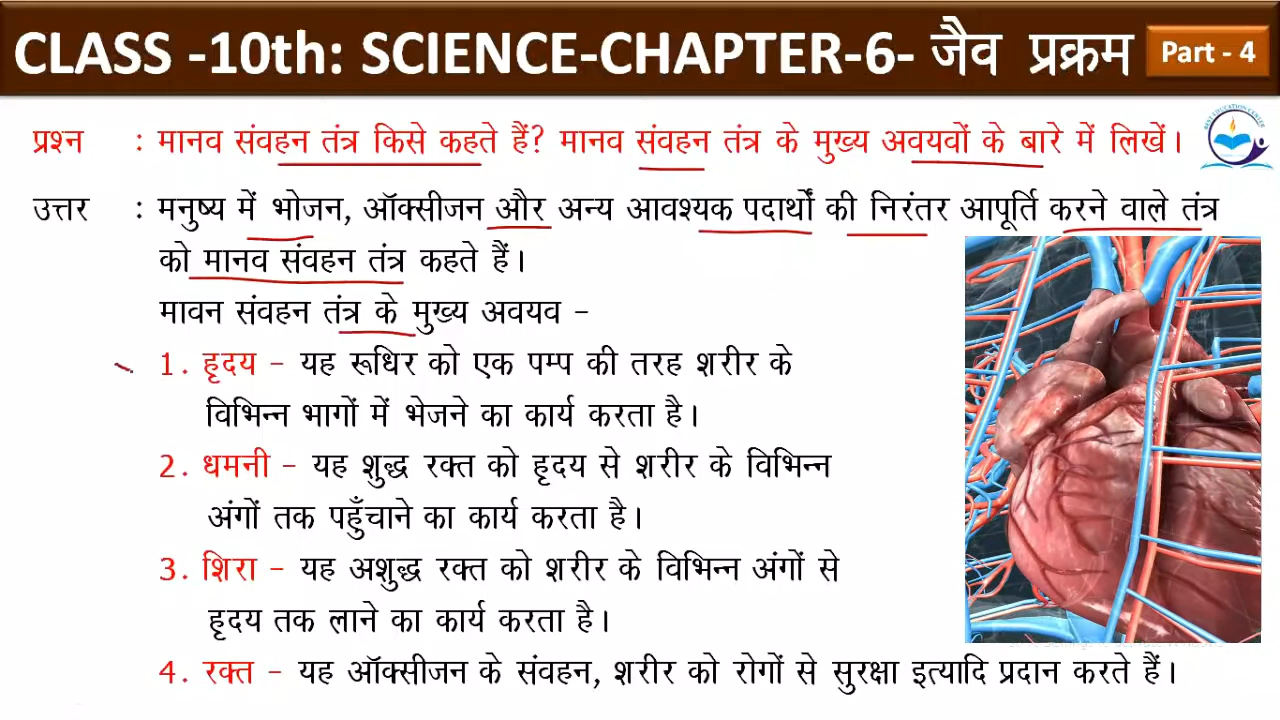 CLASS -10th: SCIENCE-CHAPTER-6- जैव प्रक्रम Part - 4
प्रश्न : मानव संवहन तंत्र किसे कहते हैं? मानव संवहन तंत्र के मुख्य अवयवों के बारे में लिखें।
उत्तर : मनुष्य में भोजन, ऑक्सीजन और अन्य आवश्यक पदार्थों की निरंतर आपूर्ति करने वाले तंत्र
को मानव संवहन तंत्र कहते हैं।
मावन संवहन तंत्र के मुख्य अवयव -
1. हृदय - यह रूधिर को एक पम्प की तरह शरीर के
विभिन्न भागों में भेजने का कार्य करता है।
2. धमनी - यह शुद्ध रक्त को हृदय से शरीर के विभिन्न
अंगों तक पहुँचाने का कार्य करता है।
3. शिरा - यह अशुद्ध रक्त को शरीर के विभिन्न अंगों से
हृदय तक लाने का कार्य करता है।
4. रक्त - यह ऑक्सीजन के संवहन, शरीर को रोगों से सुरक्षा इत्यादि प्रदान करते हैं।